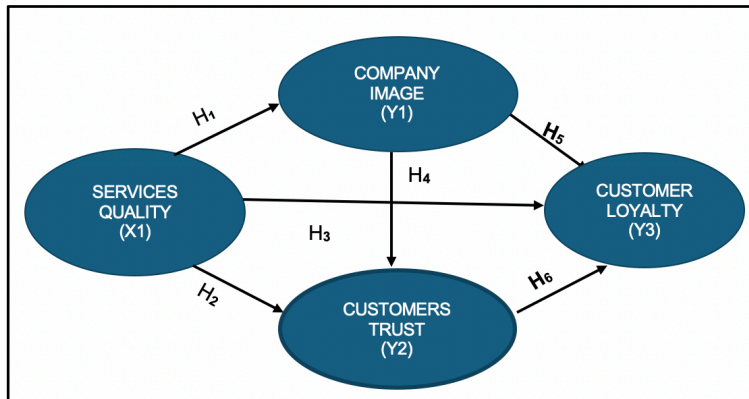 COMPANY
IMAGE
(Y1)
H1
H5
H4
SERVICES
QUALITY
(X1)
CUSTOMER
LOYALTY
(Y3)
H3
H2
H6
CUSTOMERS
TRUST
(Y2)